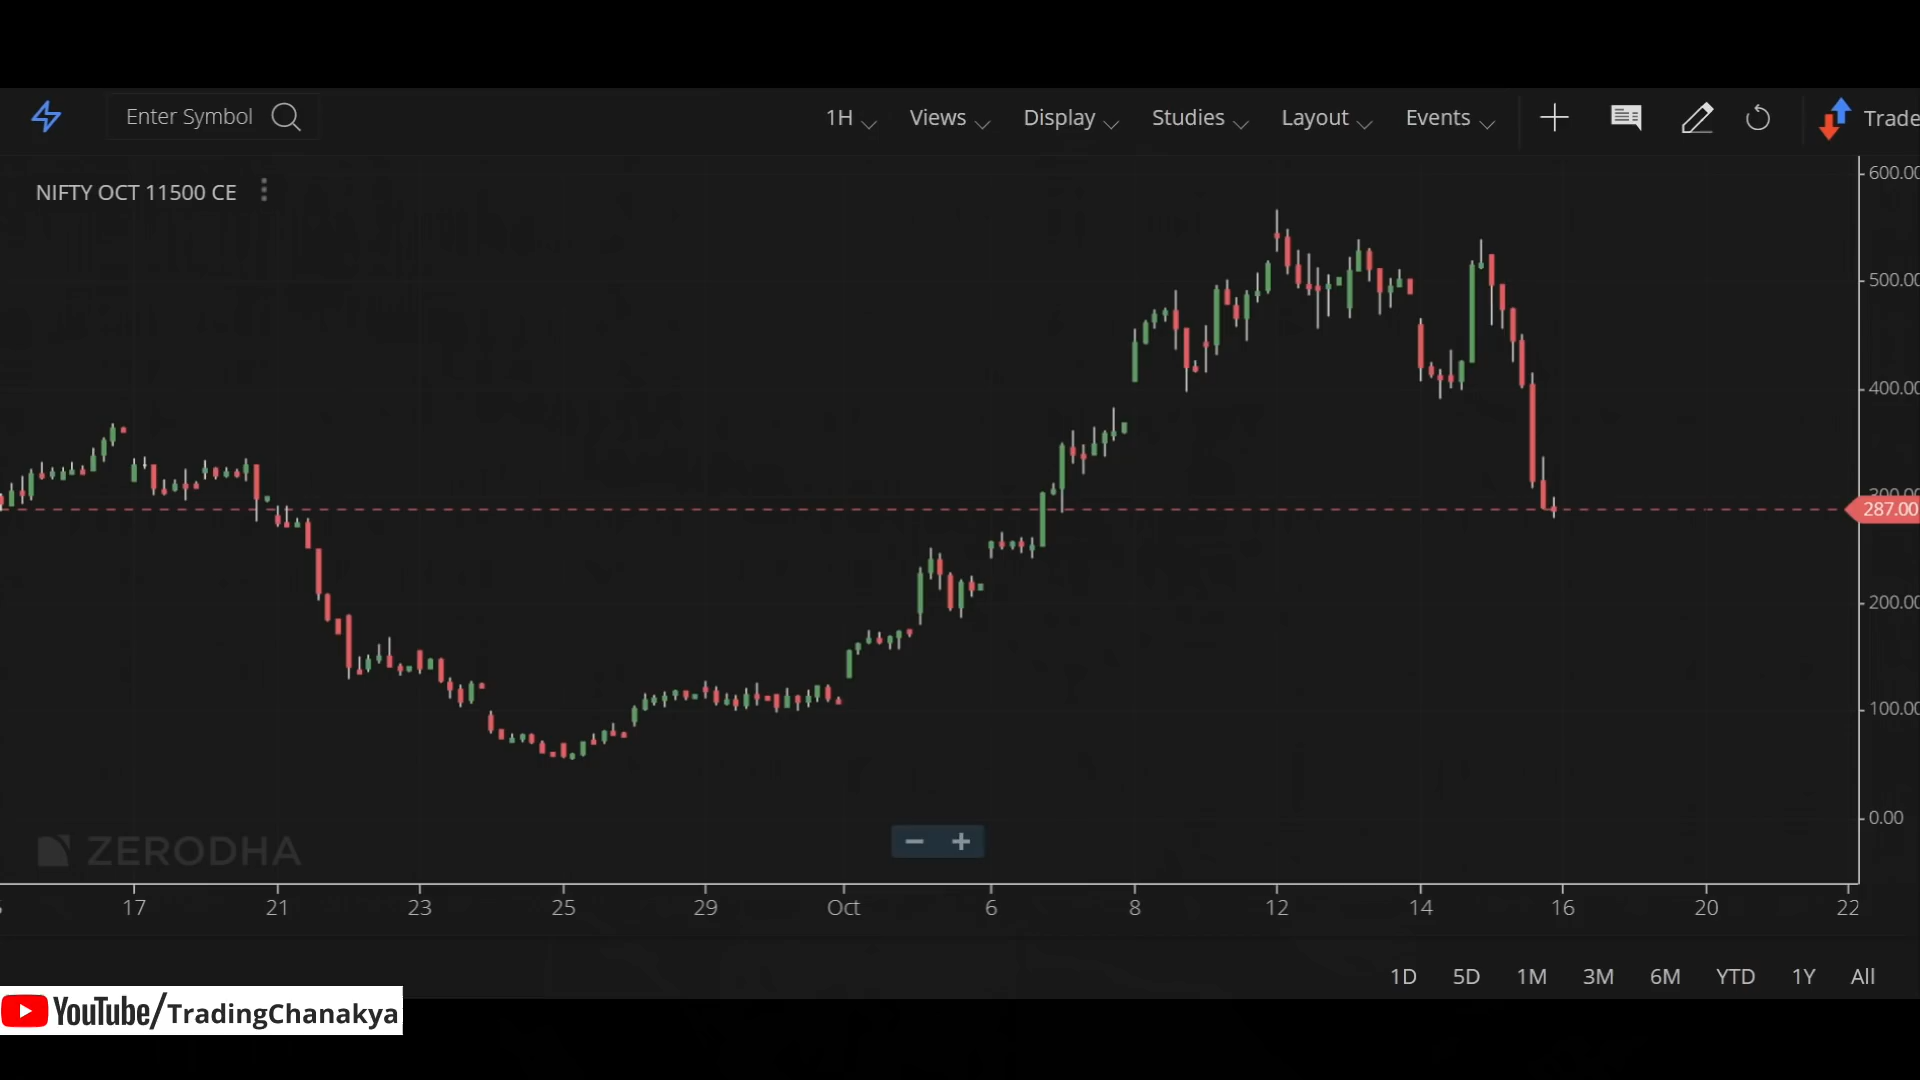 Enter Symbol 1H Views Display Studies Layout Events Trade
NIFTY OCT 11500 CE
600.00
500.00
400.00
300.00
287.00
200.00
100.00
0.00
ZERODHA
17 21 23 25 29 Oct 6 8 12 14 16 20 22
1D 5D 1M 3M 6M YTD 1Y All
YouTube/TradingChanakya